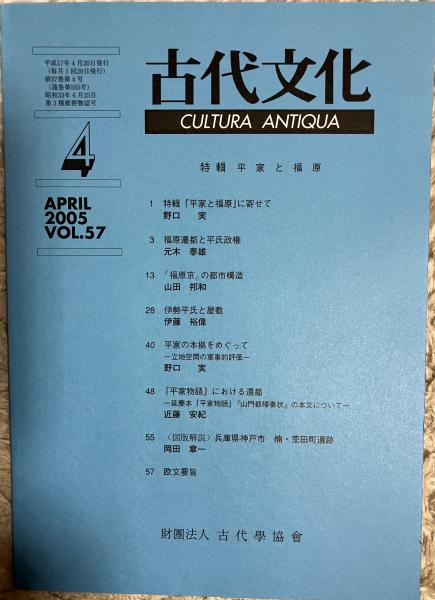 平成17年4月20日発行
(毎月1回20日発行)
第57巻第4号
(通巻第555号)
昭和33年6月25日
第3種郵便物認可
古代文化
CULTURA ANTIQUA
4
APRIL
2005
VOL.57
特輯 平家と福原
1 特輯「平家と福原」に寄せて
野口 実
3 福原遷都と平氏政権
元木 泰雄
13 『福原京』の都市構造
山田 邦和
28 伊勢平氏と屋敷
伊藤 裕偉
40 平家の本拠をめぐって
―立地空間の軍事的評価―
野口 実
48 『平家物語』における還都
―延慶本『平家物語』『山門都帰奏状』の本文について―
近藤 安紀
55 〈図版解説〉兵庫県神戸市 楠・荒田町遺跡
岡田 章一
57 欧文要旨
財團法人 古代學協會